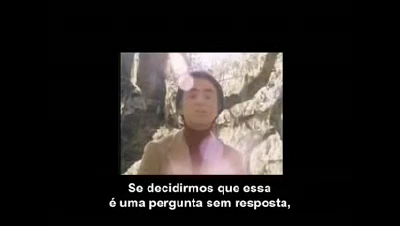 Se decidirmos que essa
é uma pergunta sem resposta,